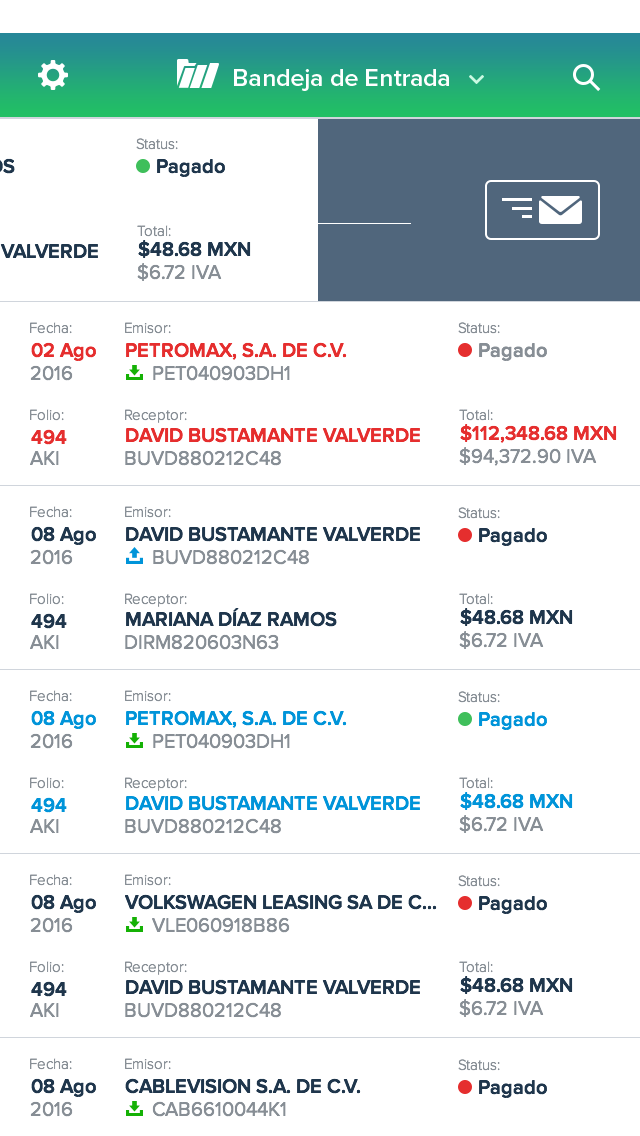 Bandeja de Entrada
Status:
OS Pagado
Total:
VALVERDE $48.68 MXN
$6.72 IVA
Fecha: Emisor: Status:
02 Ago PETROMAX, S.A. DE C.V. Pagado
2016 PET040903DH1
Folio: Receptor: Total:
494 DAVID BUSTAMANTE VALVERDE $112,348.68 MXN
AKI BUVD880212C48 $94,372.90 IVA
Fecha: Emisor: Status:
08 Ago DAVID BUSTAMANTE VALVERDE Pagado
2016 BUVD880212C48
Folio: Receptor: Total:
494 MARIANA DÍAZ RAMOS $48.68 MXN
AKI DIRM820603N63 $6.72 IVA
Fecha: Emisor: Status:
08 Ago PETROMAX, S.A. DE C.V. Pagado
2016 PET040903DH1
Folio: Receptor: Total:
494 DAVID BUSTAMANTE VALVERDE $48.68 MXN
AKI BUVD880212C48 $6.72 IVA
Fecha: Emisor: Status:
08 Ago VOLKSWAGEN LEASING SA DE C... Pagado
2016 VLE060918B86
Folio: Receptor: Total:
494 DAVID BUSTAMANTE VALVERDE $48.68 MXN
AKI BUVD880212C48 $6.72 IVA
Fecha: Emisor: Status:
08 Ago CABLEVISION S.A. DE C.V. Pagado
2016 CAB6610044K1